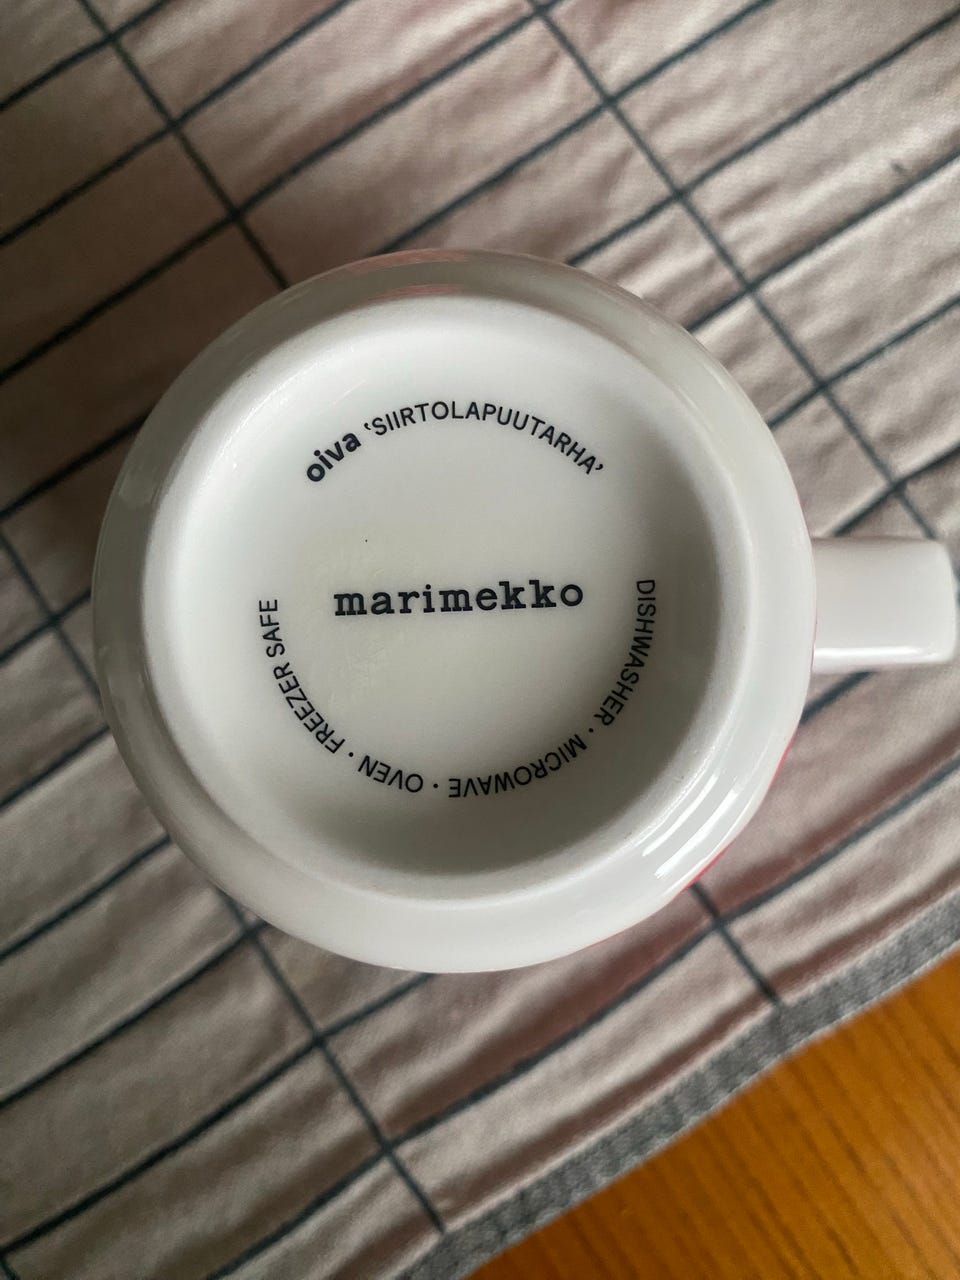 oiva ‘SIIRTOLAPUUTARHA’
marimekko
DISHWASHER · MICROWAVE · OVEN · FREEZER SAFE